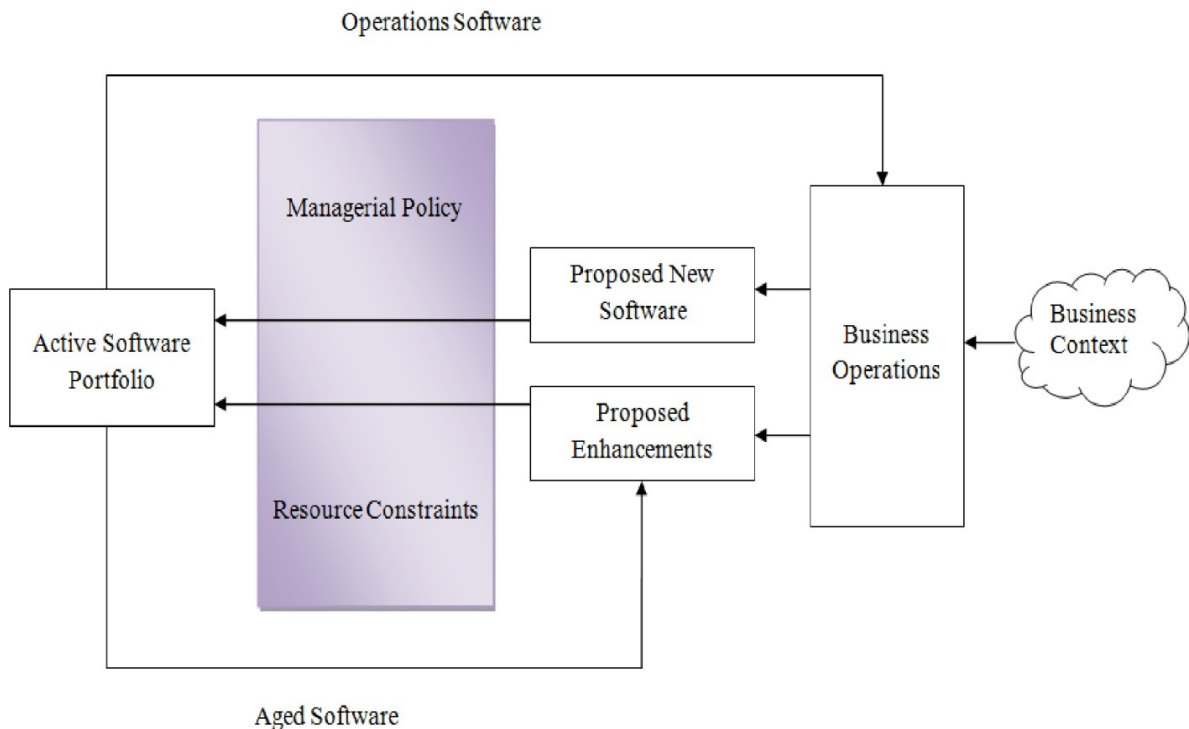 Operations Software
Managerial Policy
Proposed New
Software
Active Software
Portfolio
Business
Operations
Business
Context
Proposed
Enhancements
Resource Constraints
Aged Software